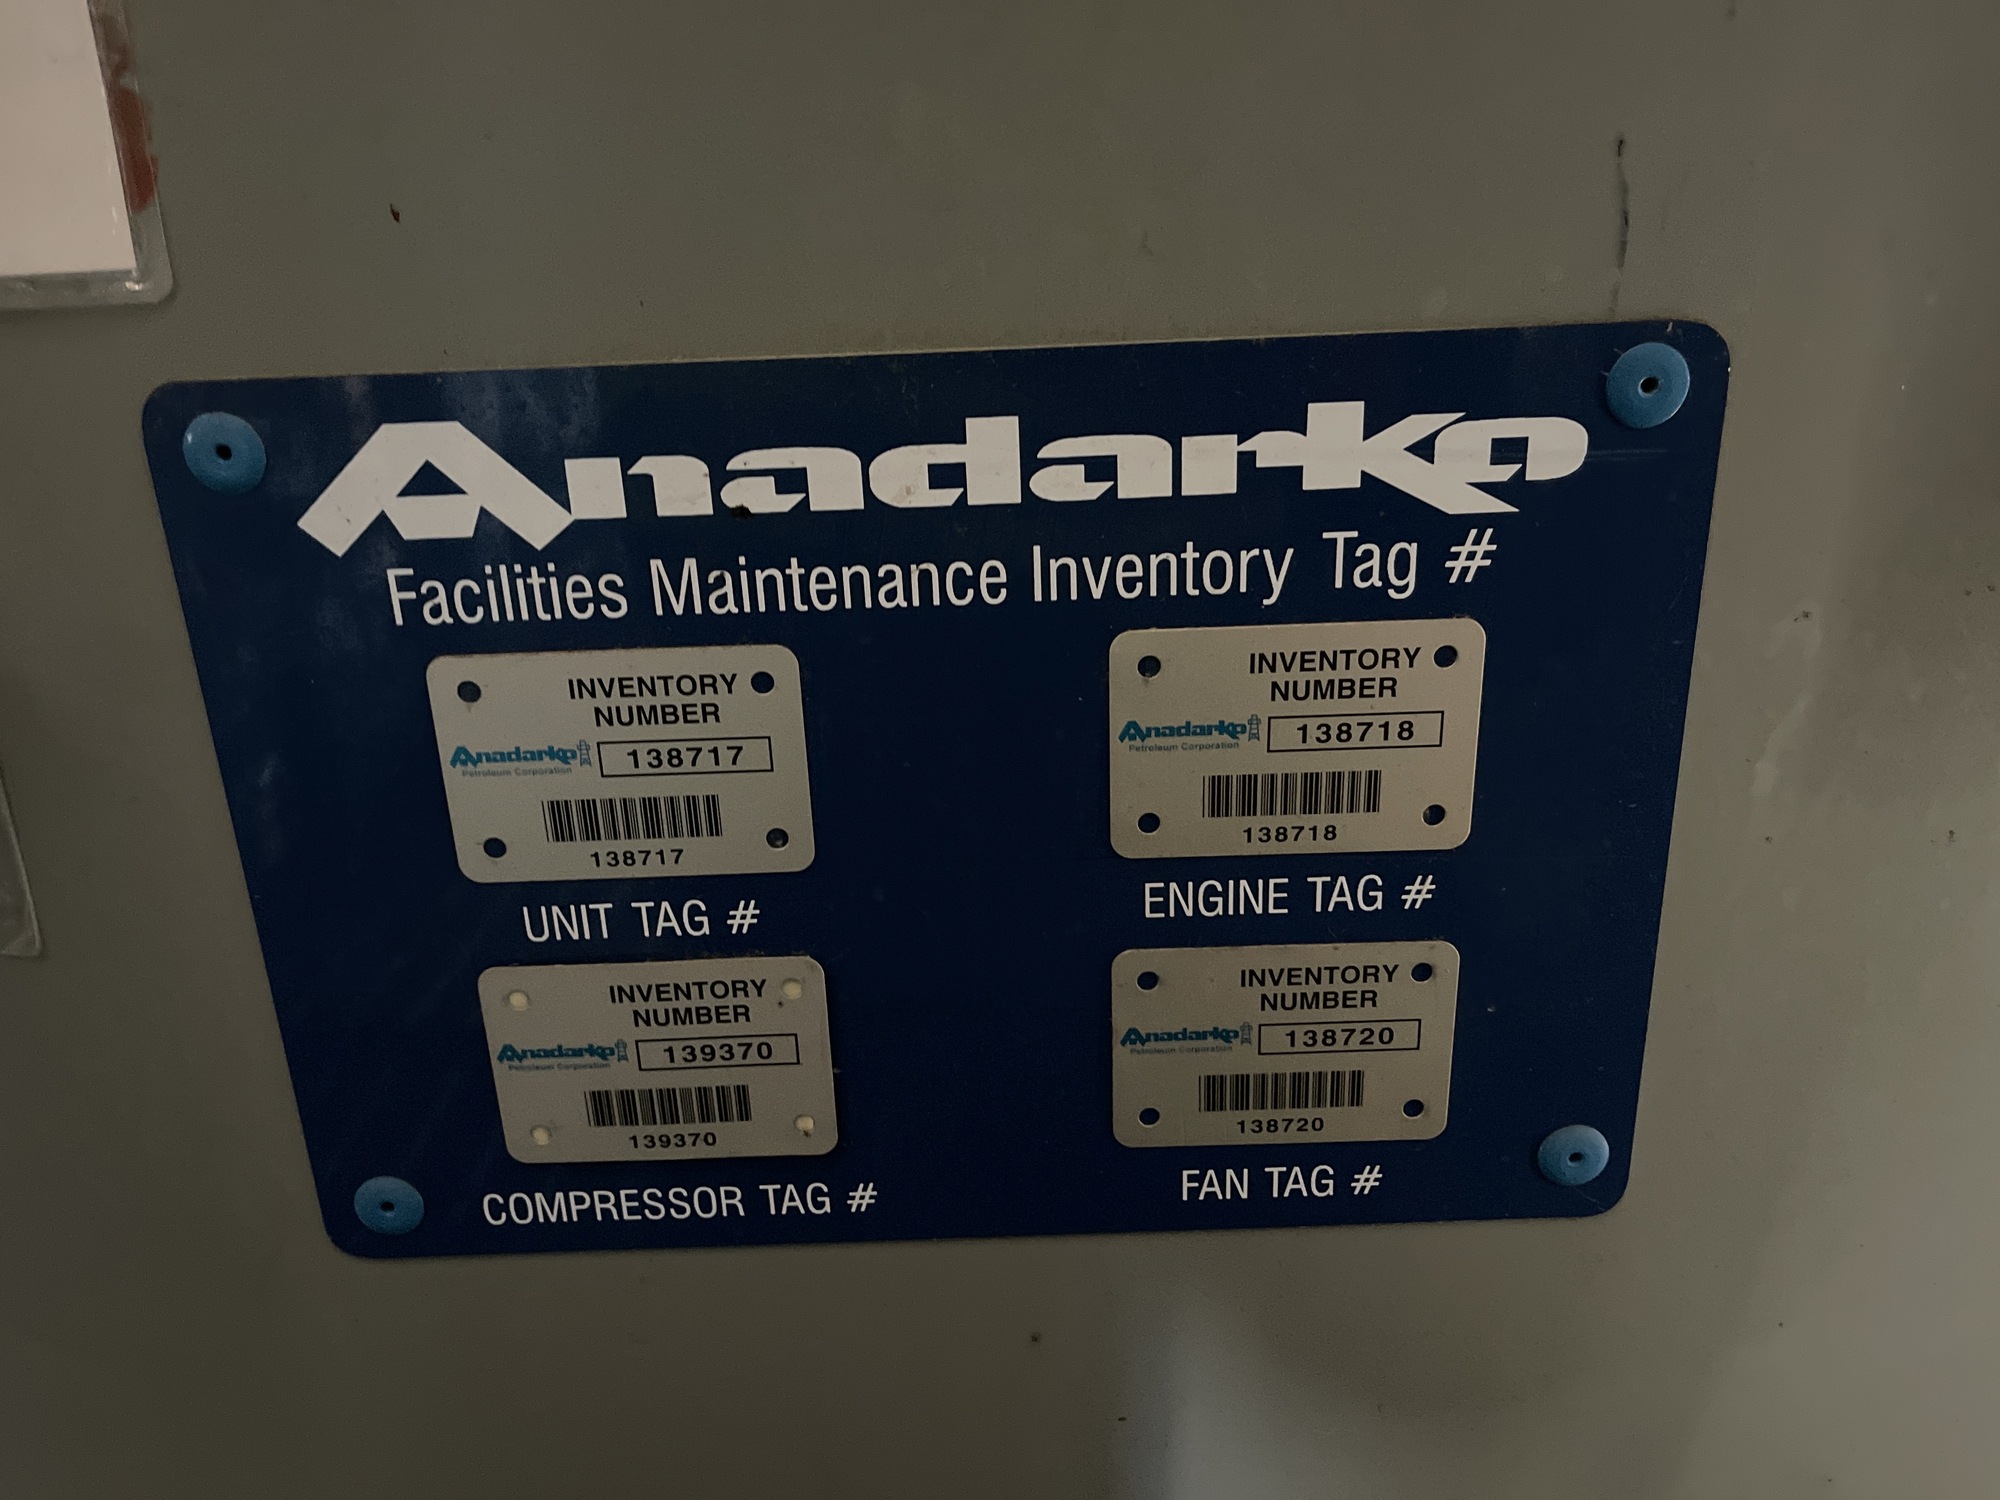 Anadarko
Facilities Maintenance Inventory Tag #
INVENTORY
NUMBER
Anadarko
Petroleum Corporation
138717
138717
UNIT TAG #
INVENTORY
NUMBER
Anadarko
Petroleum Corporation
138718
138718
ENGINE TAG #
INVENTORY
NUMBER
Anadarko
Petroleum Corporation
139370
139370
COMPRESSOR TAG #
INVENTORY
NUMBER
Anadarko
Petroleum Corporation
138720
138720
FAN TAG #